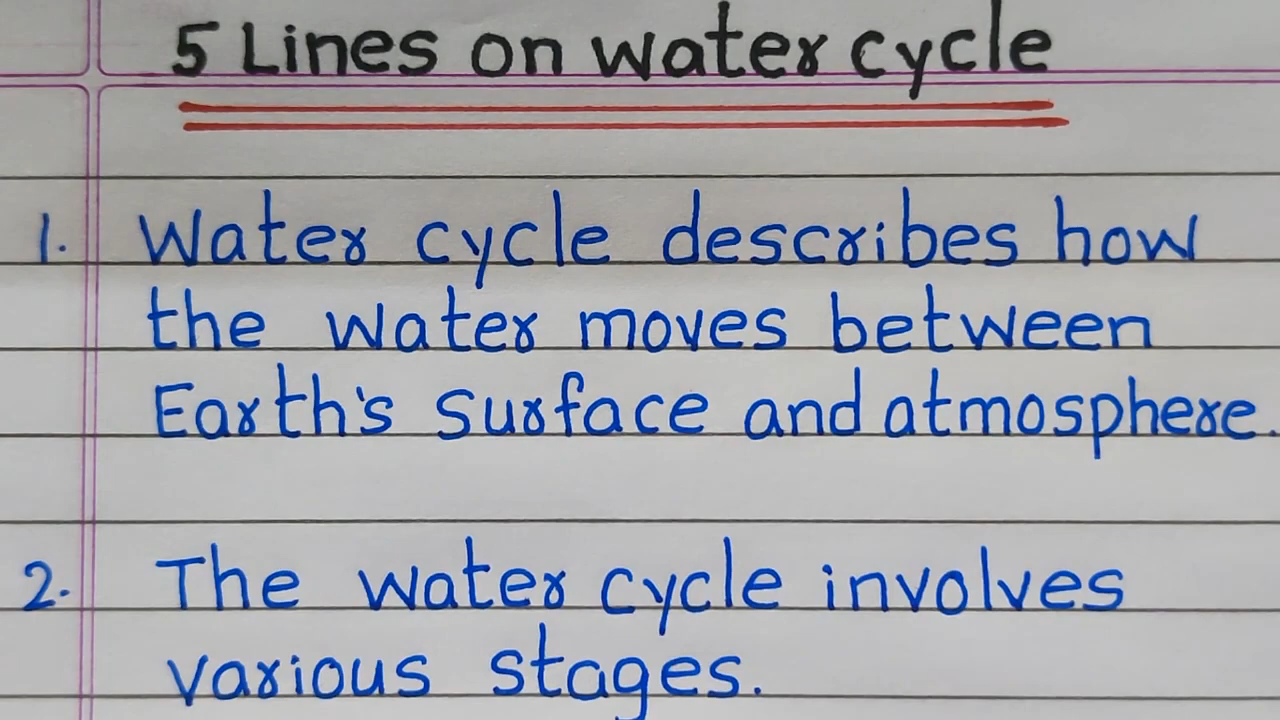 5 Lines on water cycle
1. Water cycle describes how
the water moves between
Earth's surface and atmosphere.
2. The water cycle involves
various stages.